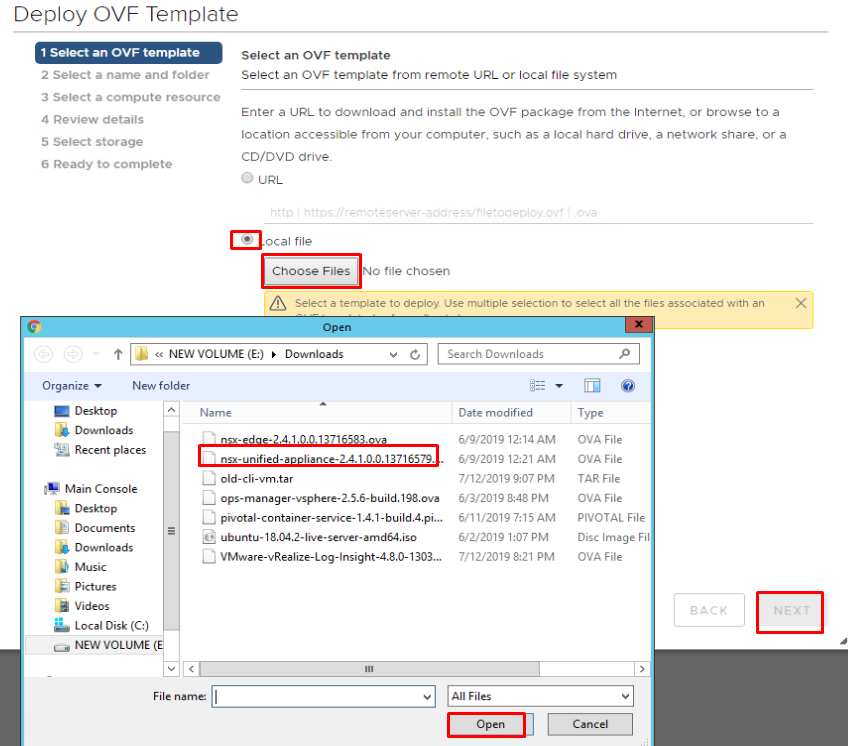 Deploy OVF Template
1 Select an OVF template
2 Select a name and folder
3 Select a compute resource
4 Review details
5 Select storage
6 Ready to complete
Select an OVF template
Select an OVF template from remote URL or local file system
Enter a URL to download and install the OVF package from the Internet, or browse to a
location accessible from your computer, such as a local hard drive, a network share, or a
CD/DVD drive.
URL
http | https://remoteserver-address/filetodeploy.ovf | .ova
Local file
Choose Files No file chosen
Select a template to deploy. Use multiple selection to select all the files associated with an
Open
« NEW VOLUME (E:) Downloads
Search Downloads
Organize New folder
Desktop
Downloads
Recent places
Main Console
Desktop
Documents
Downloads
Music
Pictures
Videos
Local Disk (C:)
NEW VOLUME (E
Name Date modified Type
nsx-edge-2.4.1.0.0.13716583.ova 6/9/2019 12:14 AM OVA File
nsx-unified-appliance-2.4.1.0.0.13716579.... 6/9/2019 12:21 AM OVA File
old-cli-vm.tar 7/12/2019 9:07 PM TAR File
ops-manager-vsphere-2.5.6-build.198.ova 6/3/2019 8:48 PM OVA File
pivotal-container-service-1.4.1-build.4.pi... 6/11/2019 7:15 AM PIVOTAL File
ubuntu-18.04.2-live-server-amd64.iso 6/2/2019 1:07 PM Disc Image Fil
VMware-vRealize-Log-Insight-4.8.0-1303... 7/12/2019 8:21 PM OVA File
BACK NEXT
File name: All Files
Open Cancel